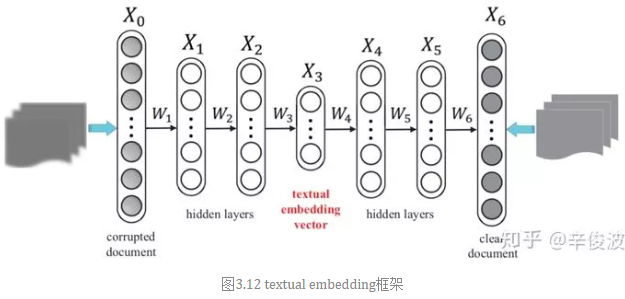 X₀
X₁
X₂
X₃
X₄
X₅
X₆
W₁
W₂
W₃
W₄
W₅
W₆
corrupted
document
hidden layers
textual
embedding
vector
hidden layers
clean
document
知乎 @辛俊波
图3.12 textual embedding框架